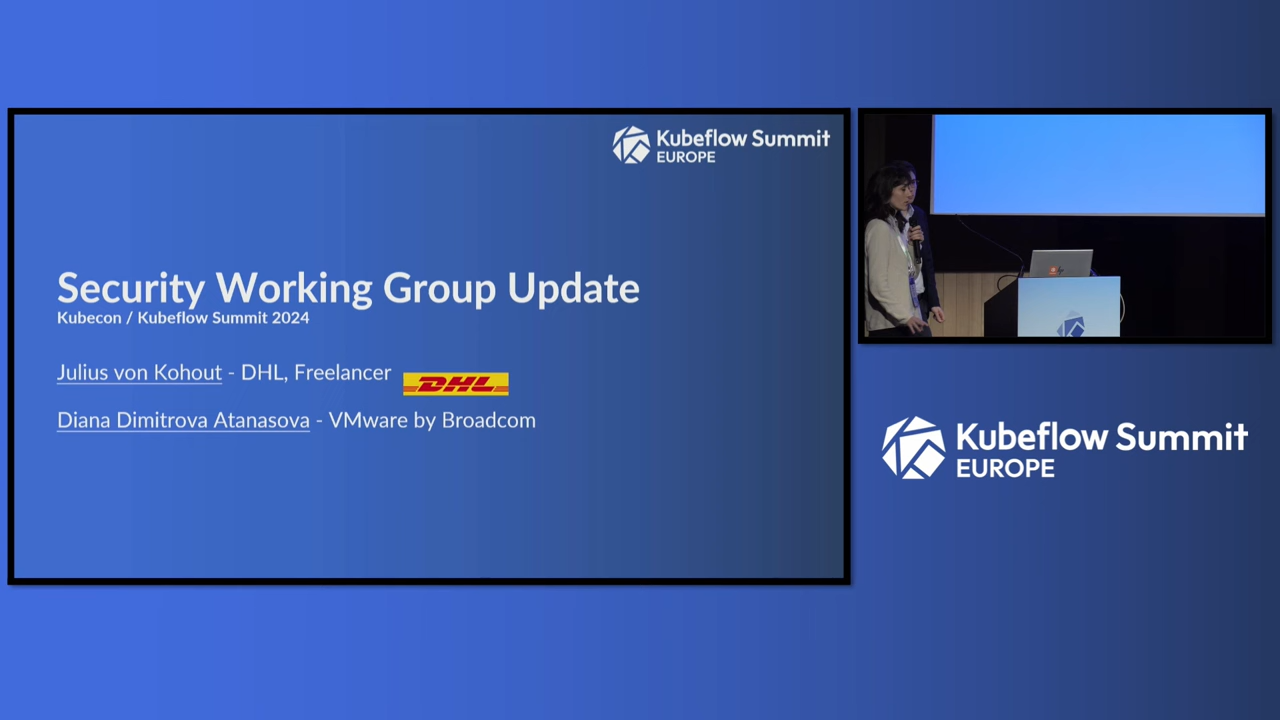 Kubeflow Summit
EUROPE
Security Working Group Update
Kubecon / Kubeflow Summit 2024
Julius von Kohout - DHL, Freelancer
DHL
Diana Dimitrova Atanasova - VMware by Broadcom
Kubeflow Summit
EUROPE